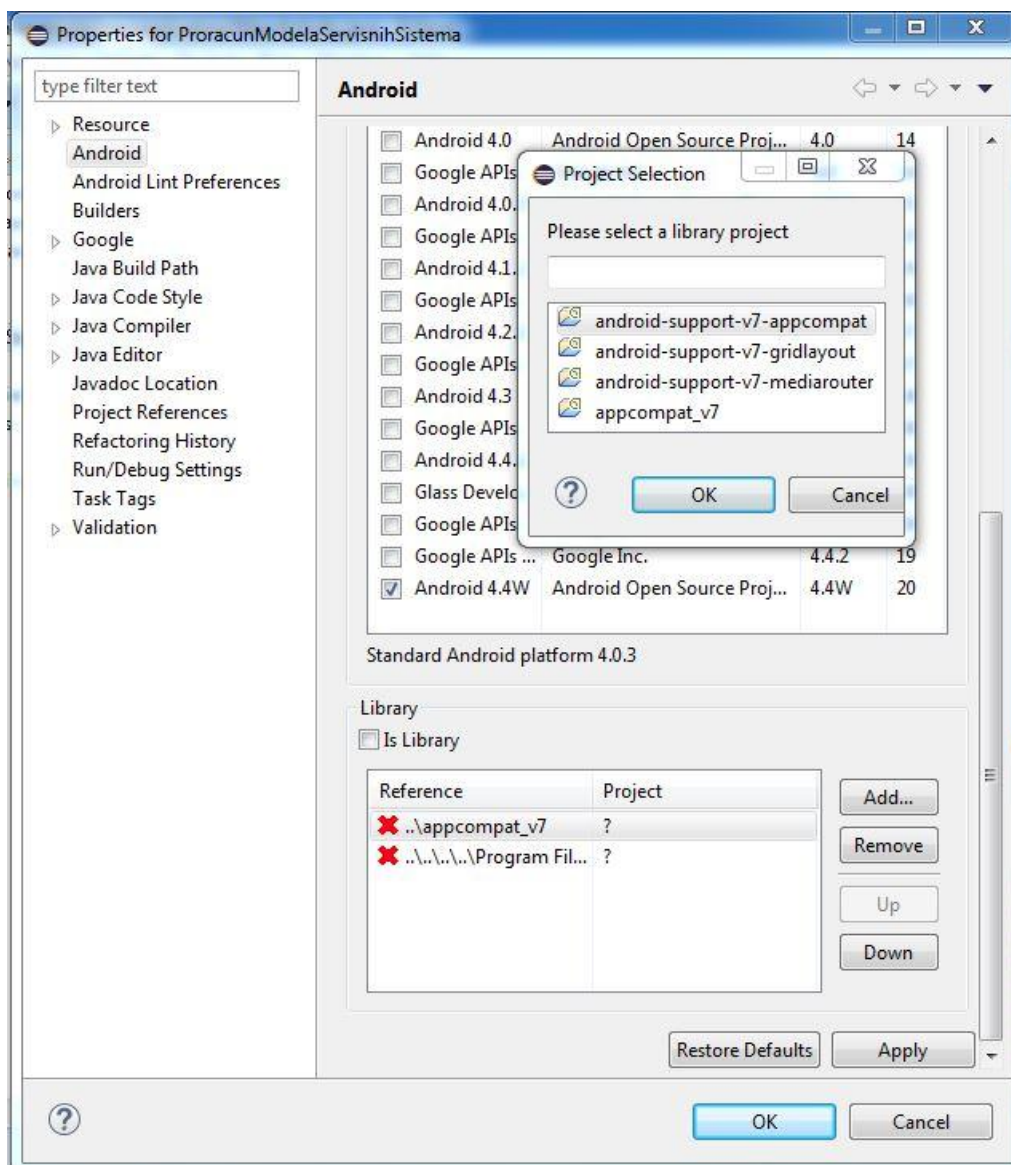 Properties for ProracunModelaServisnihSistema
type filter text
Resource
Android
Android Lint Preferences
Builders
Google
Java Build Path
Java Code Style
Java Compiler
Java Editor
Javadoc Location
Project References
Refactoring History
Run/Debug Settings
Task Tags
Validation
Android
Android 4.0 Android Open Source Proj... 4.0 14
Google APIs
Android 4.0.
Google APIs
Android 4.1.
Google APIs
Android 4.2.
Google APIs
Android 4.3
Google APIs
Android 4.4.
Glass Develo
Google APIs
Google APIs ... Google Inc. 4.4.2 19
Android 4.4W Android Open Source Proj... 4.4W 20
Project Selection
Please select a library project
android-support-v7-appcompat
android-support-v7-gridlayout
android-support-v7-mediarouter
appcompat_v7
? OK Cancel
Standard Android platform 4.0.3
Library
Is Library
Reference Project
..\appcompat_v7 ?
..\..\..\..\Program Fil... ?
Add...
Remove
Up
Down
Restore Defaults Apply
? OK Cancel